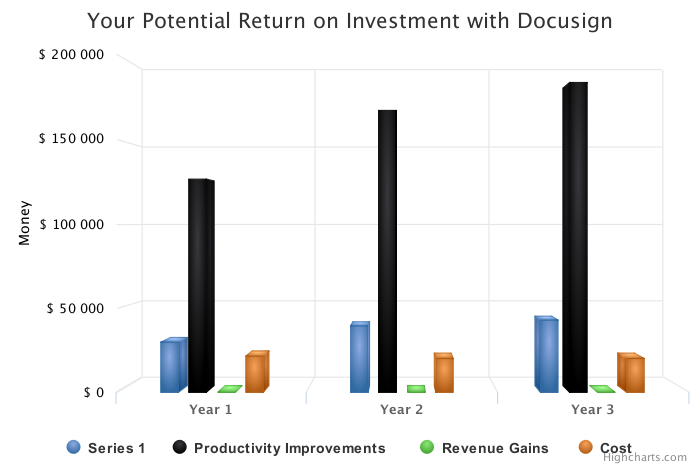 Your Potential Return on Investment with Docusign
$ 200 000
$ 150 000
$ 100 000
$ 50 000
$ 0
Money
Year 1
Year 2
Year 3
Series 1
Productivity Improvements
Revenue Gains
Cost
Highcharts.com